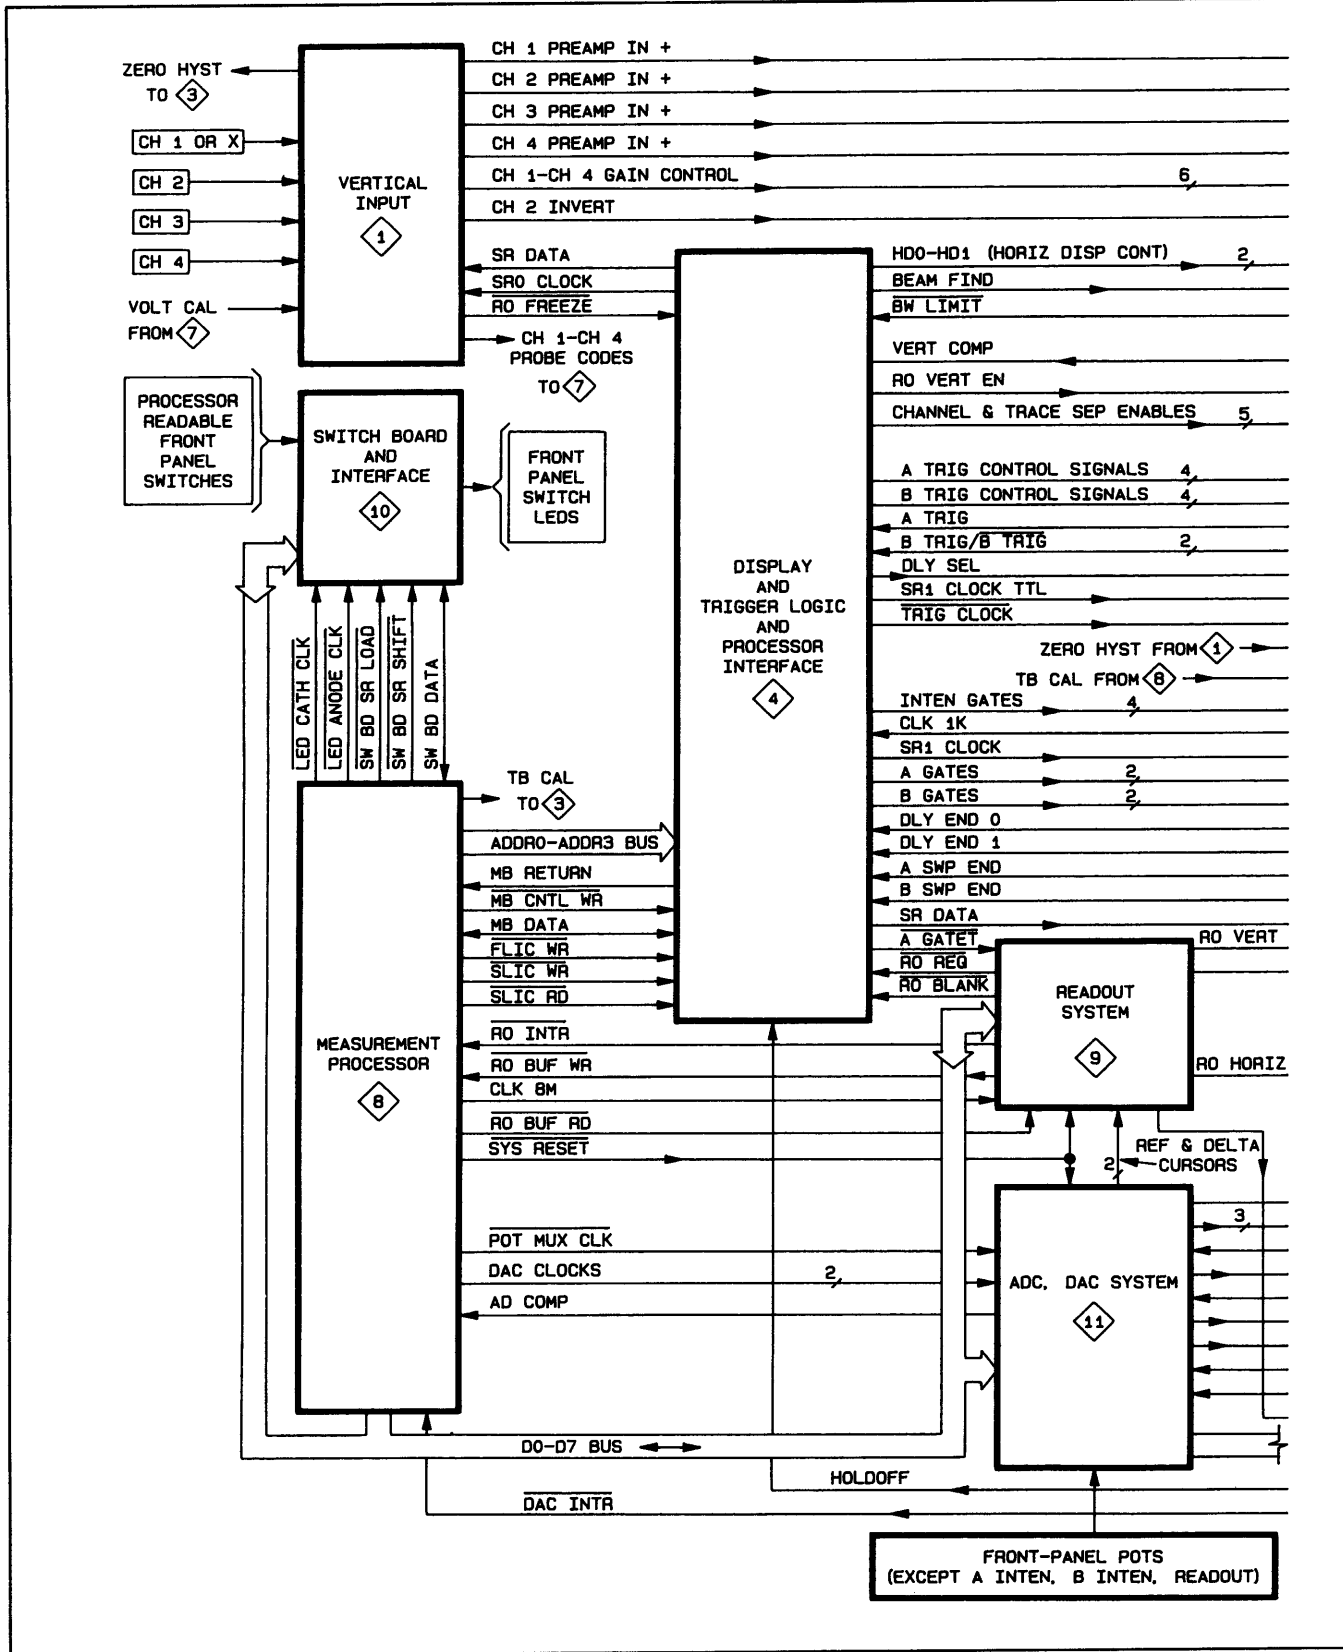 ZERO HYST
TO 3
CH 1 OR X
CH 2
CH 3
CH 4
VOLT CAL
FROM 7
VERTICAL
INPUT
1
CH 1 PREAMP IN +
CH 2 PREAMP IN +
CH 3 PREAMP IN +
CH 4 PREAMP IN +
CH 1-CH 4 GAIN CONTROL
6
CH 2 INVERT
SR DATA
SR0 CLOCK
RO FREEZE
CH 1-CH 4
PROBE CODES
TO 7
PROCESSOR
READABLE
FRONT
PANEL
SWITCHES
SWITCH BOARD
AND
INTERFACE
10
FRONT
PANEL
SWITCH
LEDS
LED CATH CLK
LED ANODE CLK
SW BD SR LOAD
SW BD SR SHIFT
SW BD DATA
DISPLAY
AND
TRIGGER LOGIC
AND
PROCESSOR
INTERFACE
4
HD0-HD1 (HORIZ DISP CONT) 2
BEAM FIND
BW LIMIT
VERT COMP
RO VERT EN
CHANNEL & TRACE SEP ENABLES 5
A TRIG CONTROL SIGNALS 4
B TRIG CONTROL SIGNALS 4
A TRIG
B TRIG/B TRIG 2
DLY SEL
SR1 CLOCK TTL
TRIG CLOCK
ZERO HYST FROM 1
TB CAL FROM 8
INTEN GATES 4
CLK 1K
SR1 CLOCK
A GATES 2
B GATES 2
DLY END 0
DLY END 1
A SWP END
B SWP END
SR DATA
A GATET
RO REQ
RO BLANK
TB CAL
TO 3
ADDR0-ADDR3 BUS
MB RETURN
MB CNTL WR
MB DATA
FLIC WR
SLIC WR
SLIC RD
RO INTR
RO BUF WR
CLK 8M
RO BUF RD
SYS RESET
POT MUX CLK
DAC CLOCKS 2
AD COMP
MEASUREMENT
PROCESSOR
8
READOUT
SYSTEM
9
RO VERT
RO HORIZ
REF & DELTA
CURSORS
2
ADC, DAC SYSTEM
11
3
D0-D7 BUS
HOLDOFF
DAC INTR
FRONT-PANEL POTS
(EXCEPT A INTEN, B INTEN, READOUT)